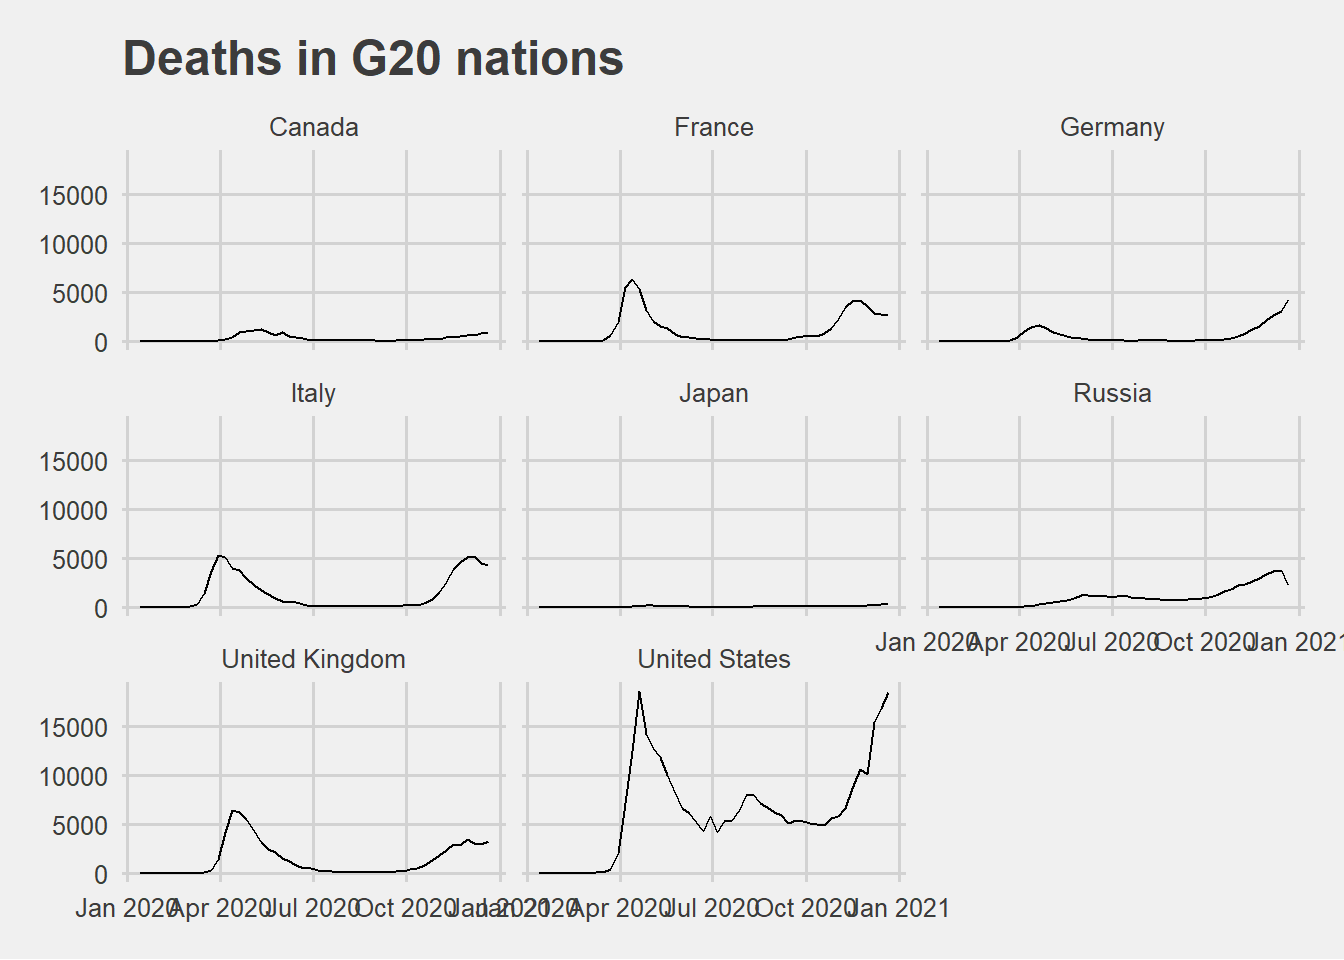 Deaths in G20 nations
Canada France Germany
15000
10000
5000
0
Italy Japan Russia
15000
10000
5000
0
Jan 2020 Apr 2020 Jul 2020 Oct 2020 Jan 2021
United Kingdom United States
15000
10000
5000
0
Jan 2020 Apr 2020 Jul 2020 Oct 2020 Jan 2021 Jan 2020 Apr 2020 Jul 2020 Oct 2020 Jan 2021